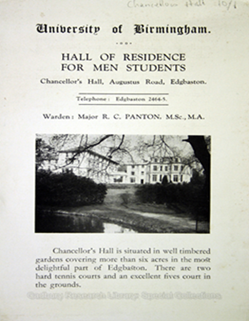 Chancellors Hall
University of Birmingham.
HALL OF RESIDENCE
FOR MEN STUDENTS
Chancellor's Hall, Augustus Road, Edgbaston.
Telephone: Edgbaston 2464-5.
Warden: Major R. C. PANTON. M.Sc., M.A.
Chancellor's Hall is situated in well timbered
gardens covering more than six acres in the most
delightful part of Edgbaston. There are two
hard tennis courts and an excellent fives court in
the grounds.
Cadbury Research Library: Special Collections